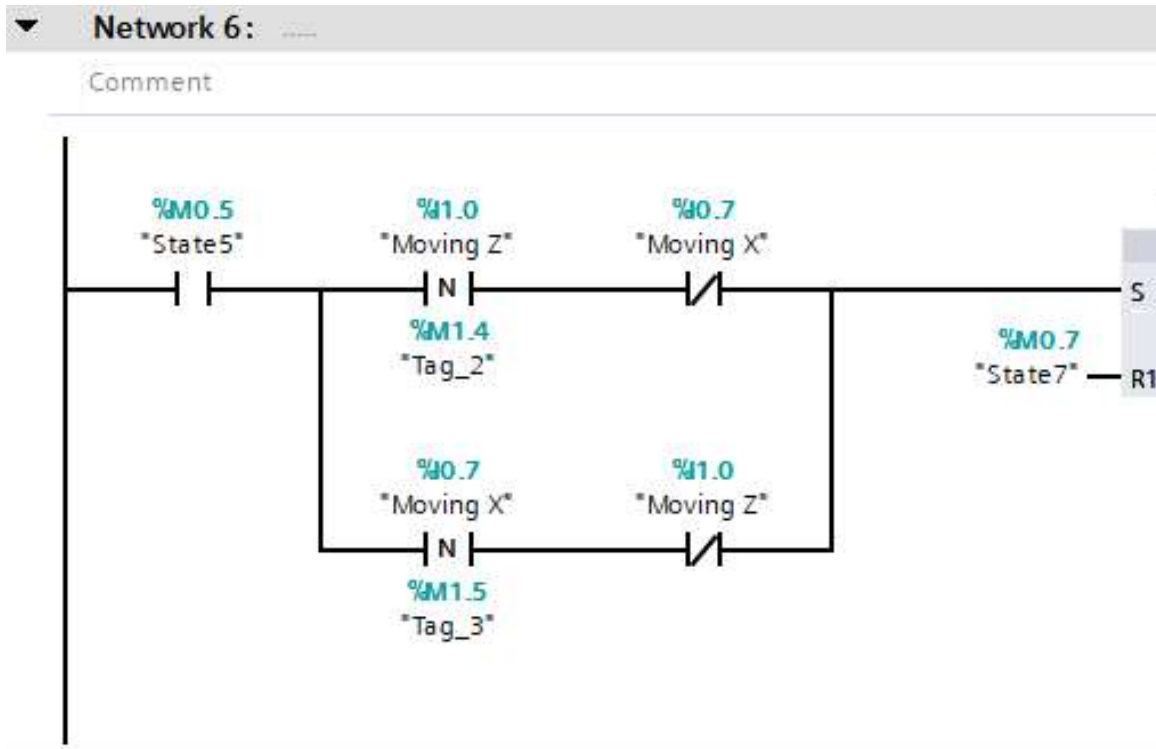 Network 6: .....
Comment
%M0.5
"State5"
%I1.0
"Moving Z"
N
%M1.4
"Tag_2"
%I0.7
"Moving X"
S
%M0.7
"State7"
R1
%I0.7
"Moving X"
N
%M1.5
"Tag_3"
%I1.0
"Moving Z"